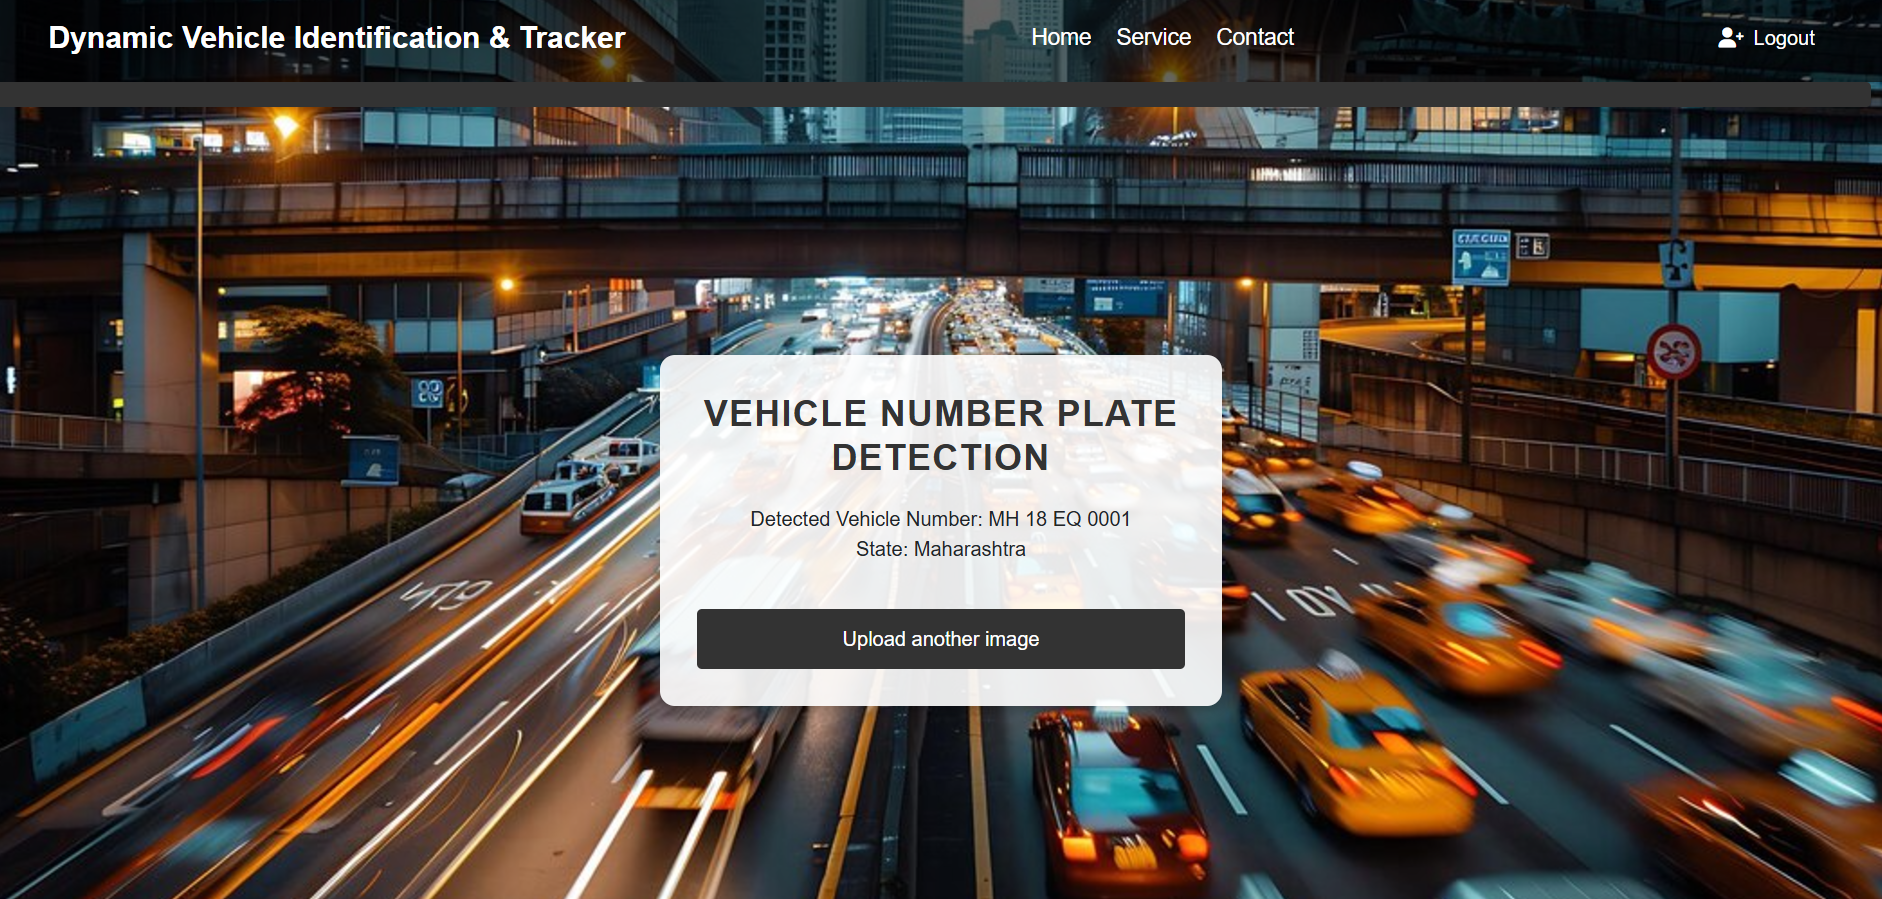 Dynamic Vehicle Identification & Tracker
Home Service Contact
Logout
VEHICLE NUMBER PLATE
DETECTION
Detected Vehicle Number: MH 18 EQ 0001
State: Maharashtra
Upload another image